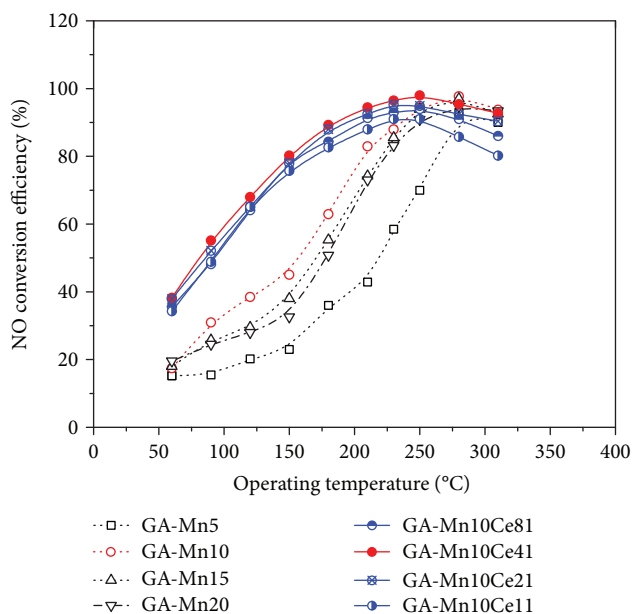 120
100
80
60
40
20
0
NO conversion efficiency (%)
0 50 100 150 200 250 300 350 400
Operating temperature (°C)
GA-Mn5 GA-Mn10Ce81
GA-Mn10 GA-Mn10Ce41
GA-Mn15 GA-Mn10Ce21
GA-Mn20 GA-Mn10Ce11